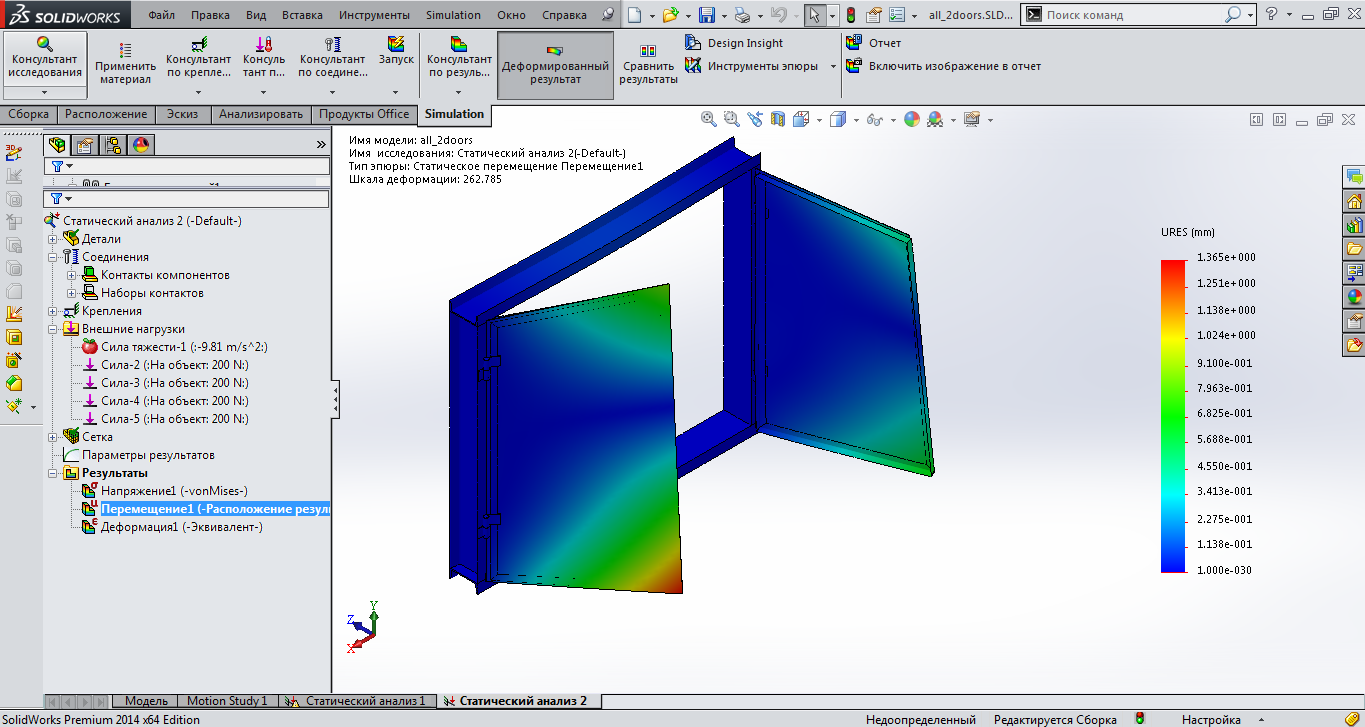 SOLIDWORKS
Файл Правка Вид Вставка Инструменты Simulation Окно Справка
all_2doors.SLD...
Поиск команд
Консультант исследования
Применить материал
Консультант по крепле...
Консуль тант п...
Консультант по соедине...
Запуск
Консультант по резуль...
Деформированный результат
Сравнить результаты
Design Insight
Инструменты эпюры
Отчет
Включить изображение в отчет
Сборка Расположение Эскиз Анализировать Продукты Office Simulation
Имя модели: all_2doors
Имя исследования: Статический анализ 2(-Default-)
Тип эпюры: Статическое перемещение Перемещение1
Шкала деформации: 262.785
Статический анализ 2 (-Default-)
Детали
Соединения
Контакты компонентов
Наборы контактов
Крепления
Внешние нагрузки
Сила тяжести-1 (:-9.81 m/s^2:)
Сила-2 (:На объект: 200 N:)
Сила-3 (:На объект: 200 N:)
Сила-4 (:На объект: 200 N:)
Сила-5 (:На объект: 200 N:)
Сетка
Параметры результатов
Результаты
Напряжение1 (-vonMises-)
Перемещение1 (-Расположение резул
Деформация1 (-Эквивалент-)
URES (mm)
1.365e+000
1.251e+000
1.138e+000
1.024e+000
9.100e-001
7.963e-001
6.825e-001
5.688e-001
4.550e-001
3.413e-001
2.275e-001
1.138e-001
1.000e-030
Y
Z
X
Модель Motion Study 1 Статический анализ 1 Статический анализ 2
SolidWorks Premium 2014 x64 Edition
Недоопределенный Редактируется Сборка Настройка